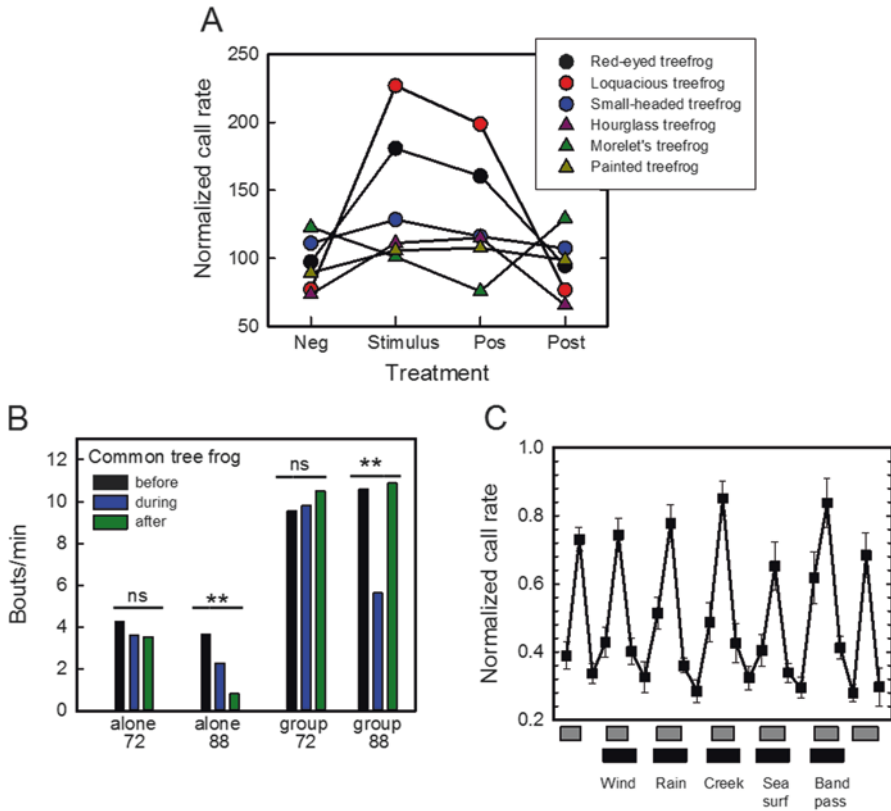 A
250
200
150
100
50
Normalized call rate
Neg Stimulus Pos Post
Treatment
Red-eyed treefrog
Loquacious treefrog
Small-headed treefrog
Hourglass treefrog
Morelet's treefrog
Painted treefrog
B
12
10
8
6
4
2
0
Bouts/min
Common tree frog
before
during
after
ns
**
ns
**
alone alone group group
72 88 72 88
C
1.0
0.8
0.6
0.4
0.2
Normalized call rate
Wind Rain Creek Sea Band
surf pass